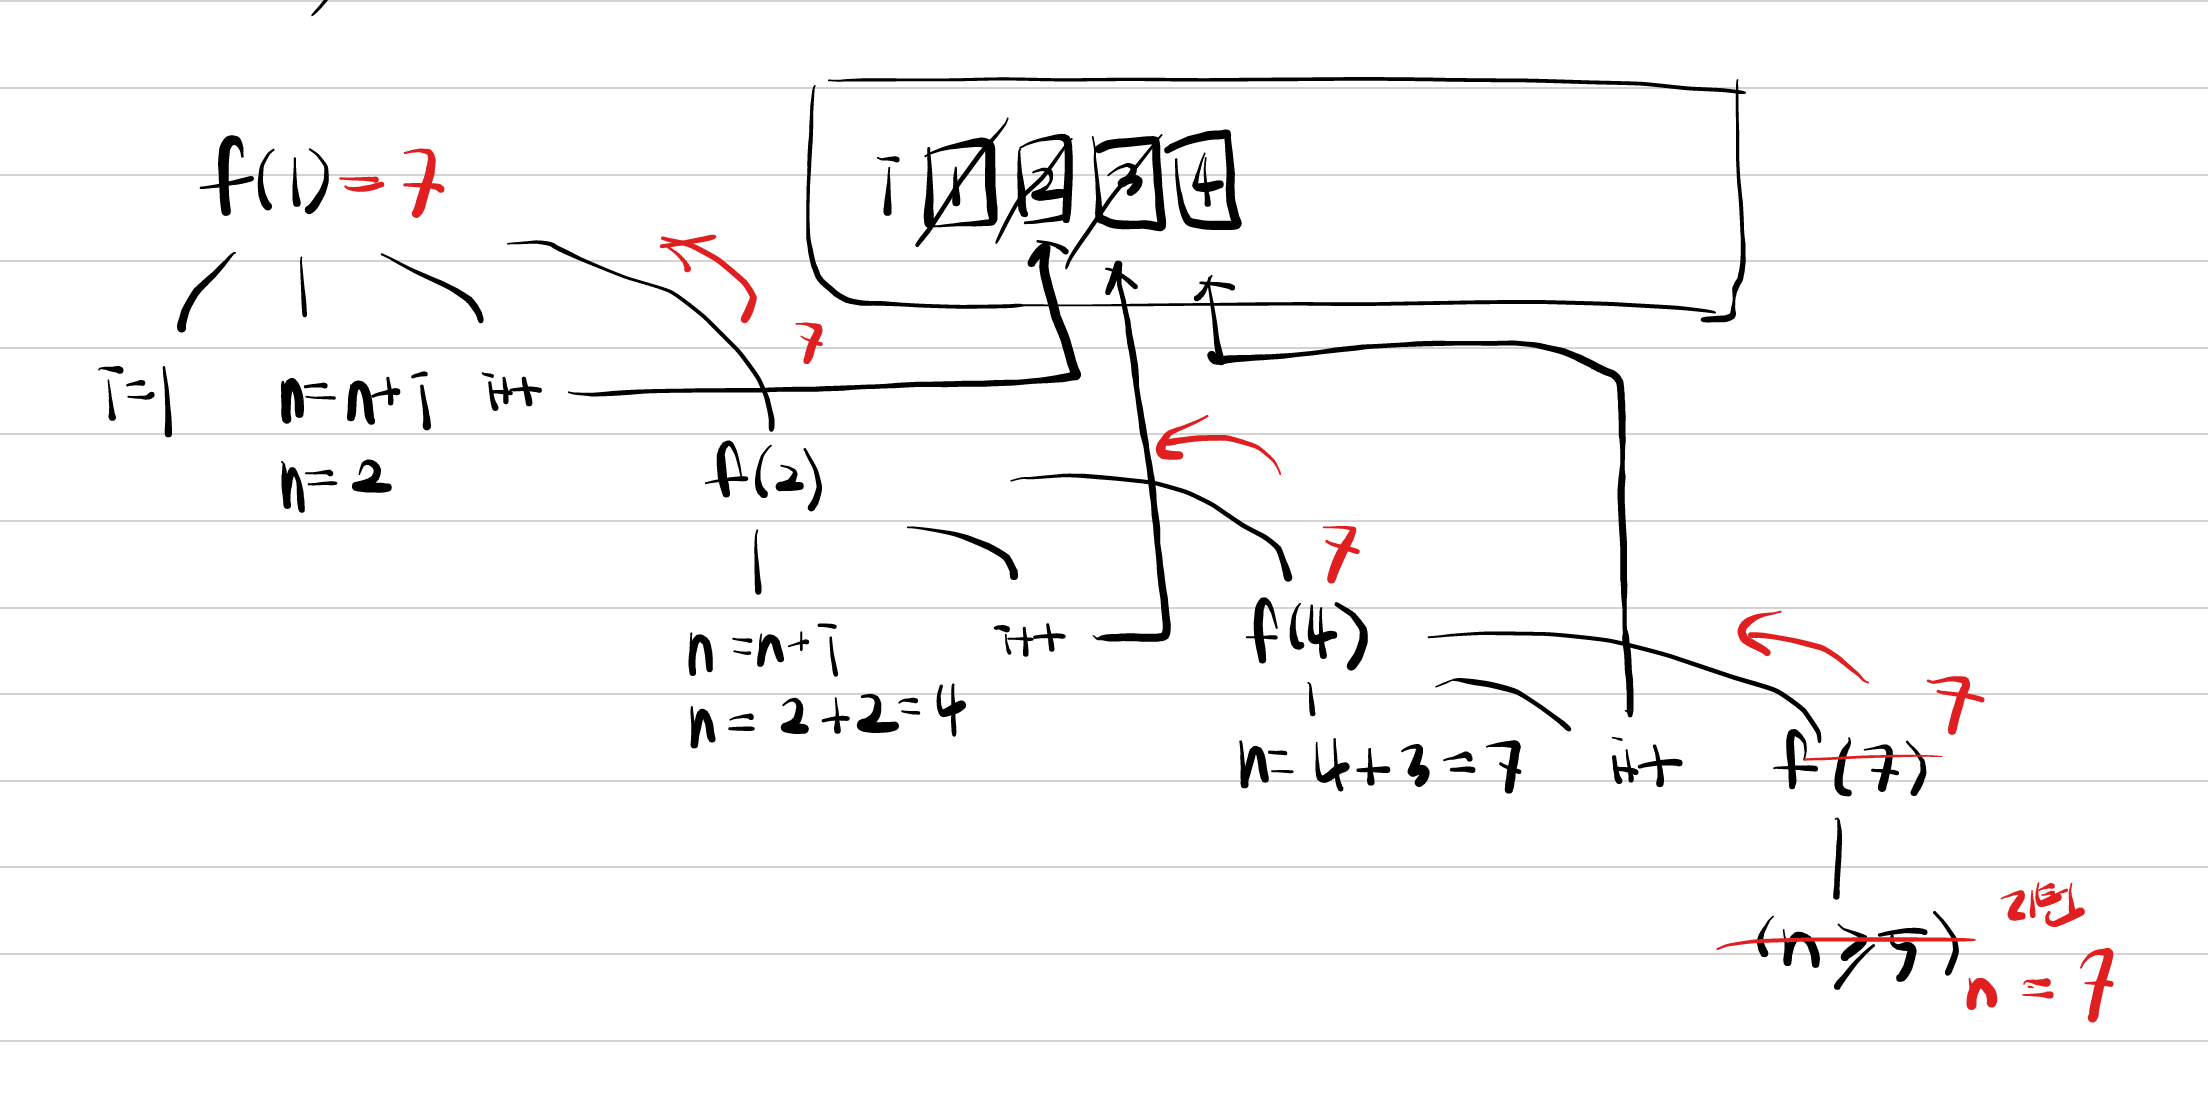 f(1)=7
i 1 2 3 4
7
i=1 n=n+i i++
n=2
f(2)
7
f(4)
n=n+i i++
n=2+2=4
7
n=4+3=7 i++ f(7)
리턴
(n≥5)
n=7